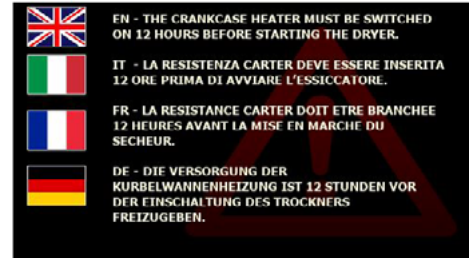 EN - THE CRANKCASE HEATER MUST BE SWITCHED
ON 12 HOURS BEFORE STARTING THE DRYER.
IT - LA RESISTENZA CARTER DEVE ESSERE INSERITA
12 ORE PRIMA DI AVVIARE L'ESSICCATORE.
FR - LA RESISTANCE CARTER DOIT ETRE BRANCHEE
12 HEURES AVANT LA MISE EN MARCHE DU
SECHEUR.
DE - DIE VERSORGUNG DER
KURBELWANNENHEIZUNG IST 12 STUNDEN VOR
DER EINSCHALTUNG DES TROCKNERS
FREIZUGEBEN.